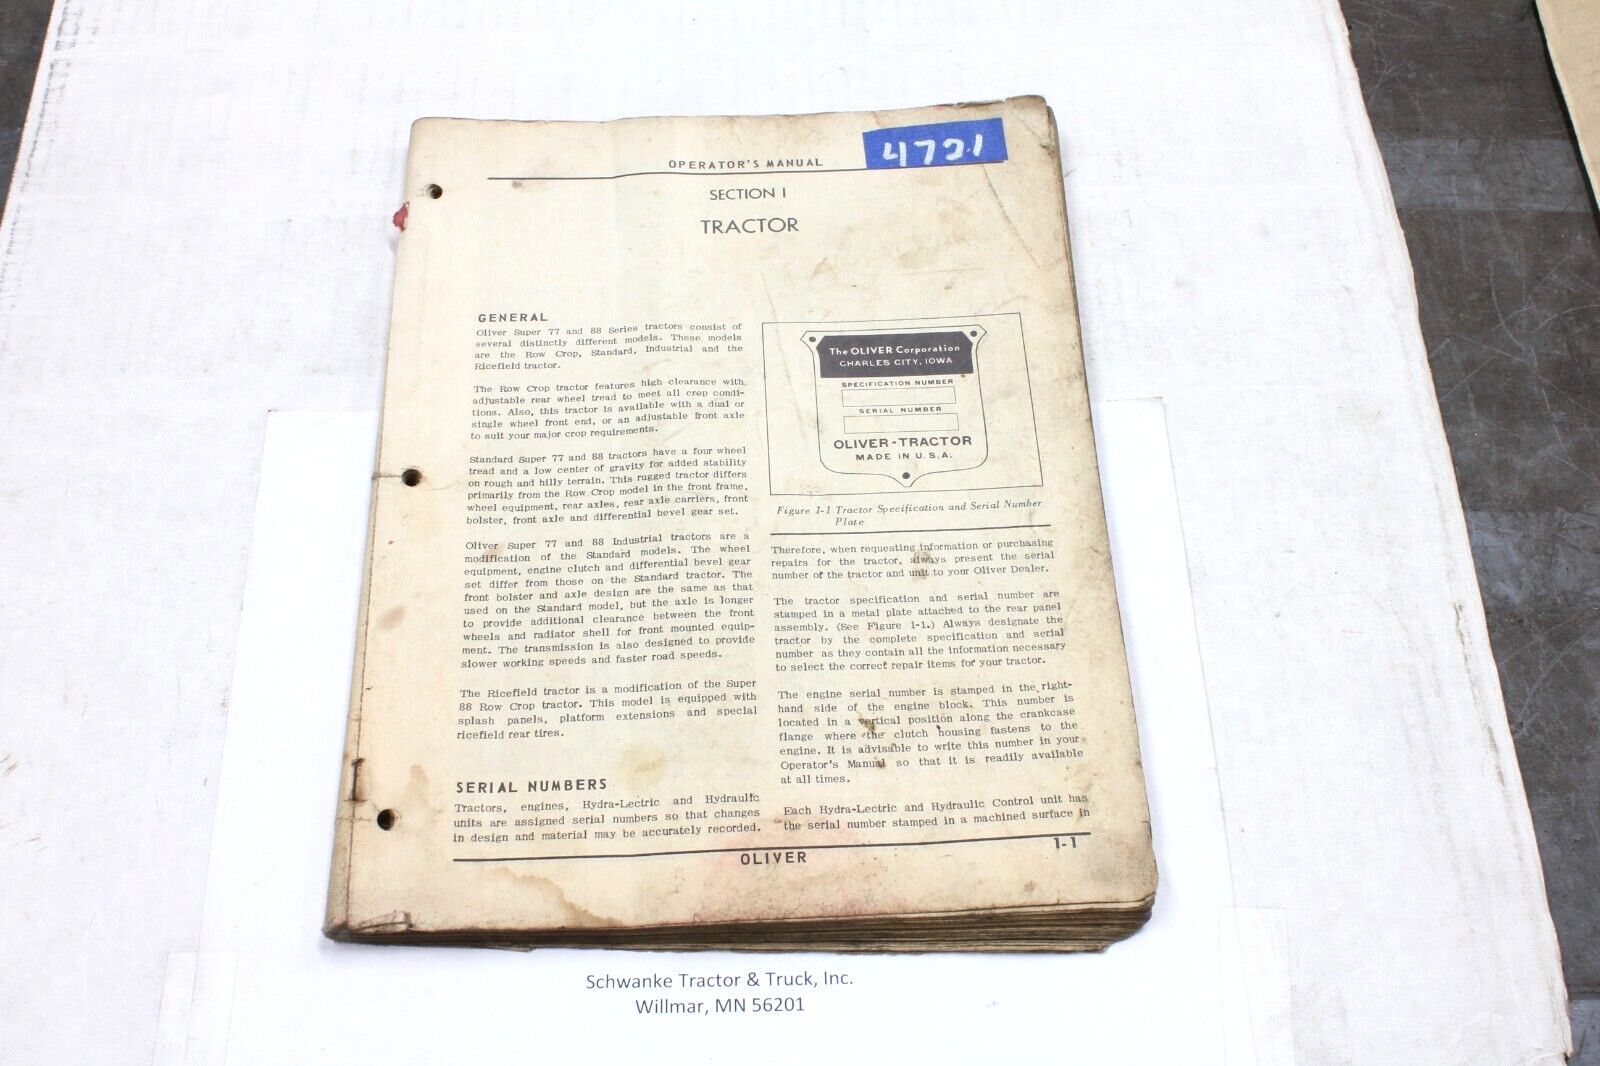 4721
OPERATOR'S MANUAL
SECTION I
TRACTOR
GENERAL
Oliver Super 77 and 88 Series tractors consist of
several distinctly different models. These models
are the Row Crop, Standard, Industrial and the
Ricefield tractor.
The Row Crop tractor features high clearance with
adjustable rear wheel tread to meet all crop condi-
tions. Also, this tractor is available with a dual or
single wheel front end, or an adjustable front axle
to suit your major crop requirements.
Standard Super 77 and 88 tractors have a four wheel
tread and a low center of gravity for added stability
on rough and hilly terrain. This rugged tractor differs
primarily from the Row Crop model in the front frame,
wheel equipment, rear axles, rear axle carriers, front
bolster, front axle and differential bevel gear set.
Oliver Super 77 and 88 Industrial tractors are a
modification of the Standard models. The wheel
equipment, engine clutch and differential bevel gear
set differ from those on the Standard tractor. The
front bolster and axle design are the same as that
used on the Standard model, but the axle is longer
to provide additional clearance between the front
wheels and radiator shell for front mounted equip-
ment. The transmission is also designed to provide
slower working speeds and faster road speeds.
The Ricefield tractor is a modification of the Super
88 Row Crop tractor. This model is equipped with
splash panels, platform extensions and special
ricefield rear tires.
SERIAL NUMBERS
Tractors, engines, Hydra-Lectric and Hydraulic
units are assigned serial numbers so that changes
in design and material may be accurately recorded.
The OLIVER Corporation
CHARLES CITY, IOWA
SPECIFICATION NUMBER
SERIAL NUMBER
OLIVER-TRACTOR
MADE IN U.S.A.
Figure 1-1 Tractor Specification and Serial Number
Plate
Therefore, when requesting information or purchasing
repairs for the tractor, always present the serial
number of the tractor and unit to your Oliver Dealer.
The tractor specification and serial number are
stamped in a metal plate attached to the rear panel
assembly. (See Figure 1-1.) Always designate the
tractor by the complete specification and serial
number as they contain all the information necessary
to select the correct repair items for your tractor.
The engine serial number is stamped in the right-
hand side of the engine block. This number is
located in a vertical position along the crankcase
flange where the clutch housing fastens to the
engine. It is advisable to write this number in your
Operator's Manual so that it is readily available
at all times.
Each Hydra-Lectric and Hydraulic Control unit has
the serial number stamped in a machined surface in
OLIVER
1-1
Schwanke Tractor & Truck, Inc.
Willmar, MN 56201